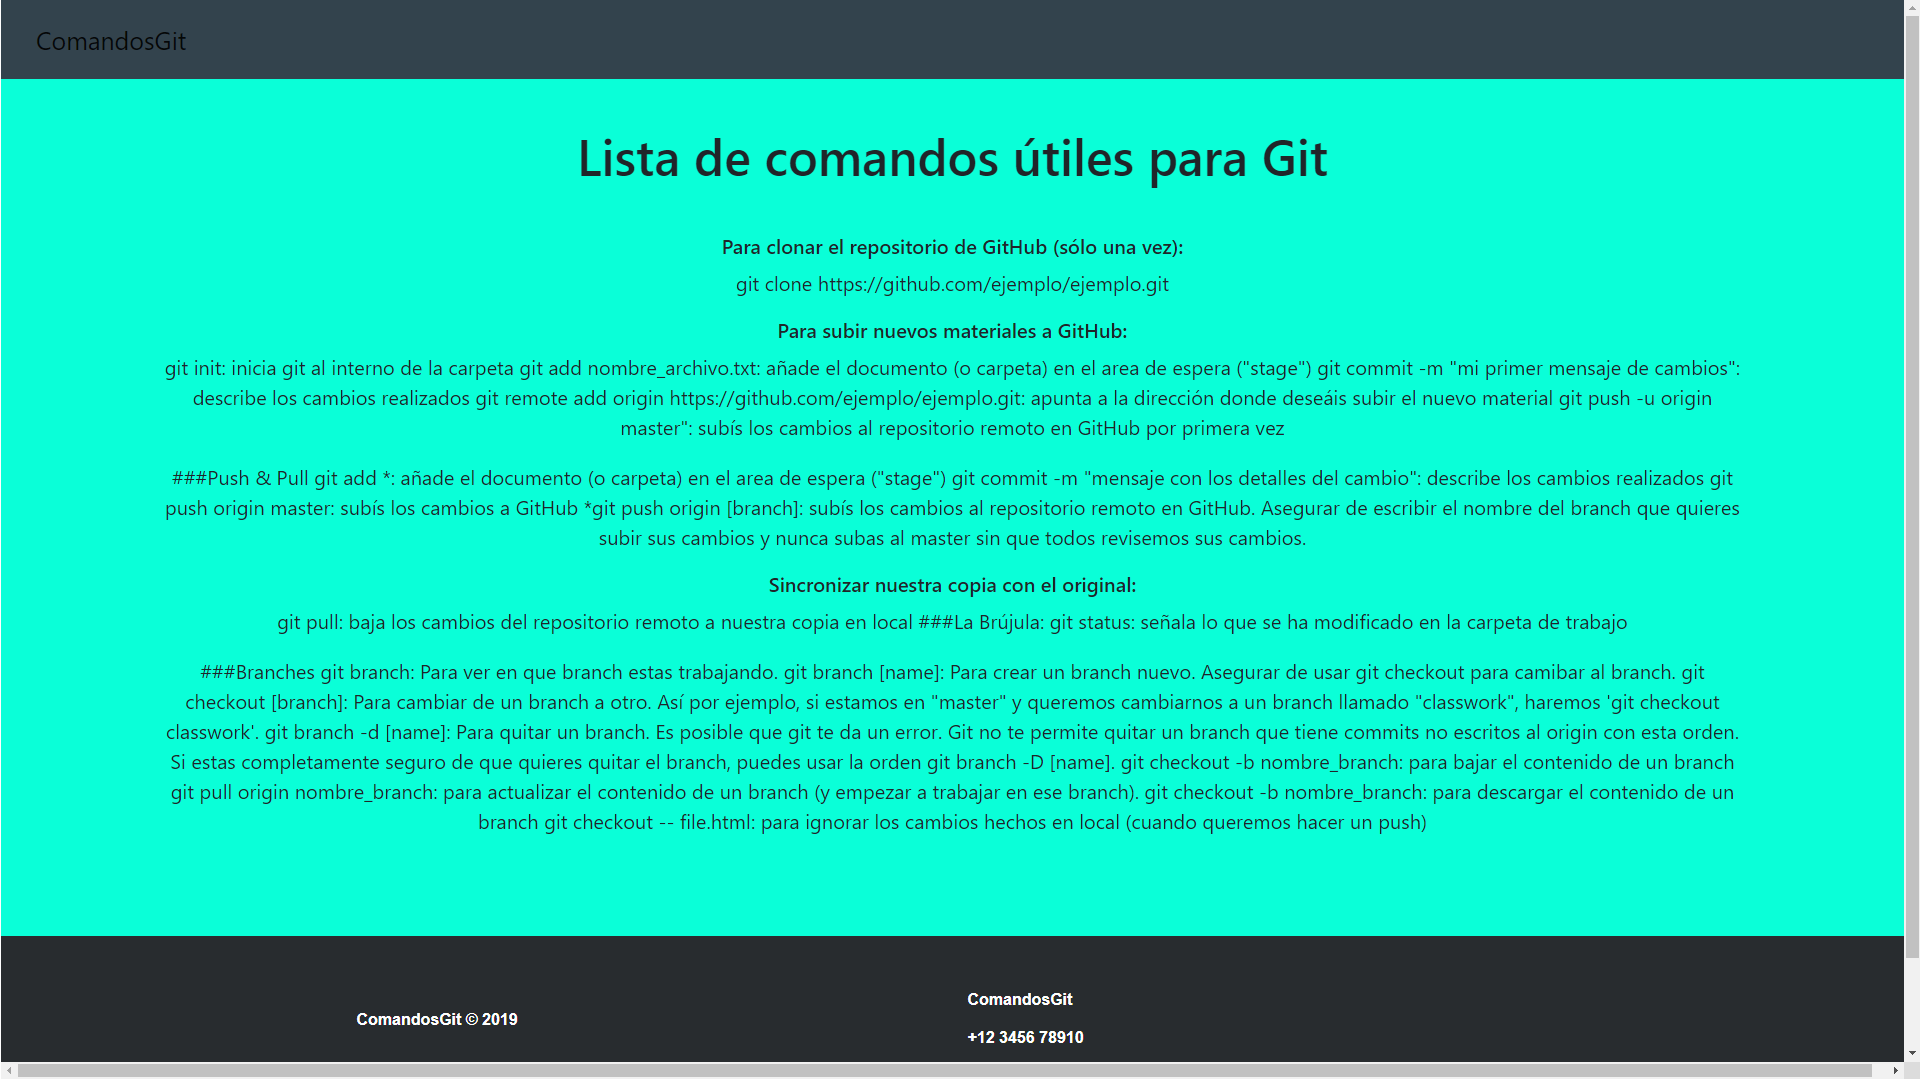 ComandosGit
Lista de comandos útiles para Git
Para clonar el repositorio de GitHub (sólo una vez):
git clone https://github.com/ejemplo/ejemplo.git
Para subir nuevos materiales a GitHub:
git init: inicia git al interno de la carpeta git add nombre_archivo.txt: añade el documento (o carpeta) en el area de espera ("stage") git commit -m "mi primer mensaje de cambios":
describe los cambios realizados git remote add origin https://github.com/ejemplo/ejemplo.git: apunta a la dirección donde deseáis subir el nuevo material git push -u origin
master": subís los cambios al repositorio remoto en GitHub por primera vez
###Push & Pull git add *: añade el documento (o carpeta) en el area de espera ("stage") git commit -m "mensaje con los detalles del cambio": describe los cambios realizados git
push origin master: subís los cambios a GitHub *git push origin [branch]: subís los cambios al repositorio remoto en GitHub. Asegurar de escribir el nombre del branch que quieres
subir sus cambios y nunca subas al master sin que todos revisemos sus cambios.
Sincronizar nuestra copia con el original:
git pull: baja los cambios del repositorio remoto a nuestra copia en local ###La Brújula: git status: señala lo que se ha modificado en la carpeta de trabajo
###Branches git branch: Para ver en que branch estas trabajando. git branch [name]: Para crear un branch nuevo. Asegurar de usar git checkout para camibar al branch. git
checkout [branch]: Para cambiar de un branch a otro. Así por ejemplo, si estamos en "master" y queremos cambiarnos a un branch llamado "classwork", haremos 'git checkout
classwork'. git branch -d [name]: Para quitar un branch. Es posible que git te da un error. Git no te permite quitar un branch que tiene commits no escritos al origin con esta orden.
Si estas completamente seguro de que quieres quitar el branch, puedes usar la orden git branch -D [name]. git checkout -b nombre_branch: para bajar el contenido de un branch
git pull origin nombre_branch: para actualizar el contenido de un branch (y empezar a trabajar en ese branch). git checkout -b nombre_branch: para descargar el contenido de un
branch git checkout -- file.html: para ignorar los cambios hechos en local (cuando queremos hacer un push)
ComandosGit © 2019
ComandosGit
+12 3456 78910